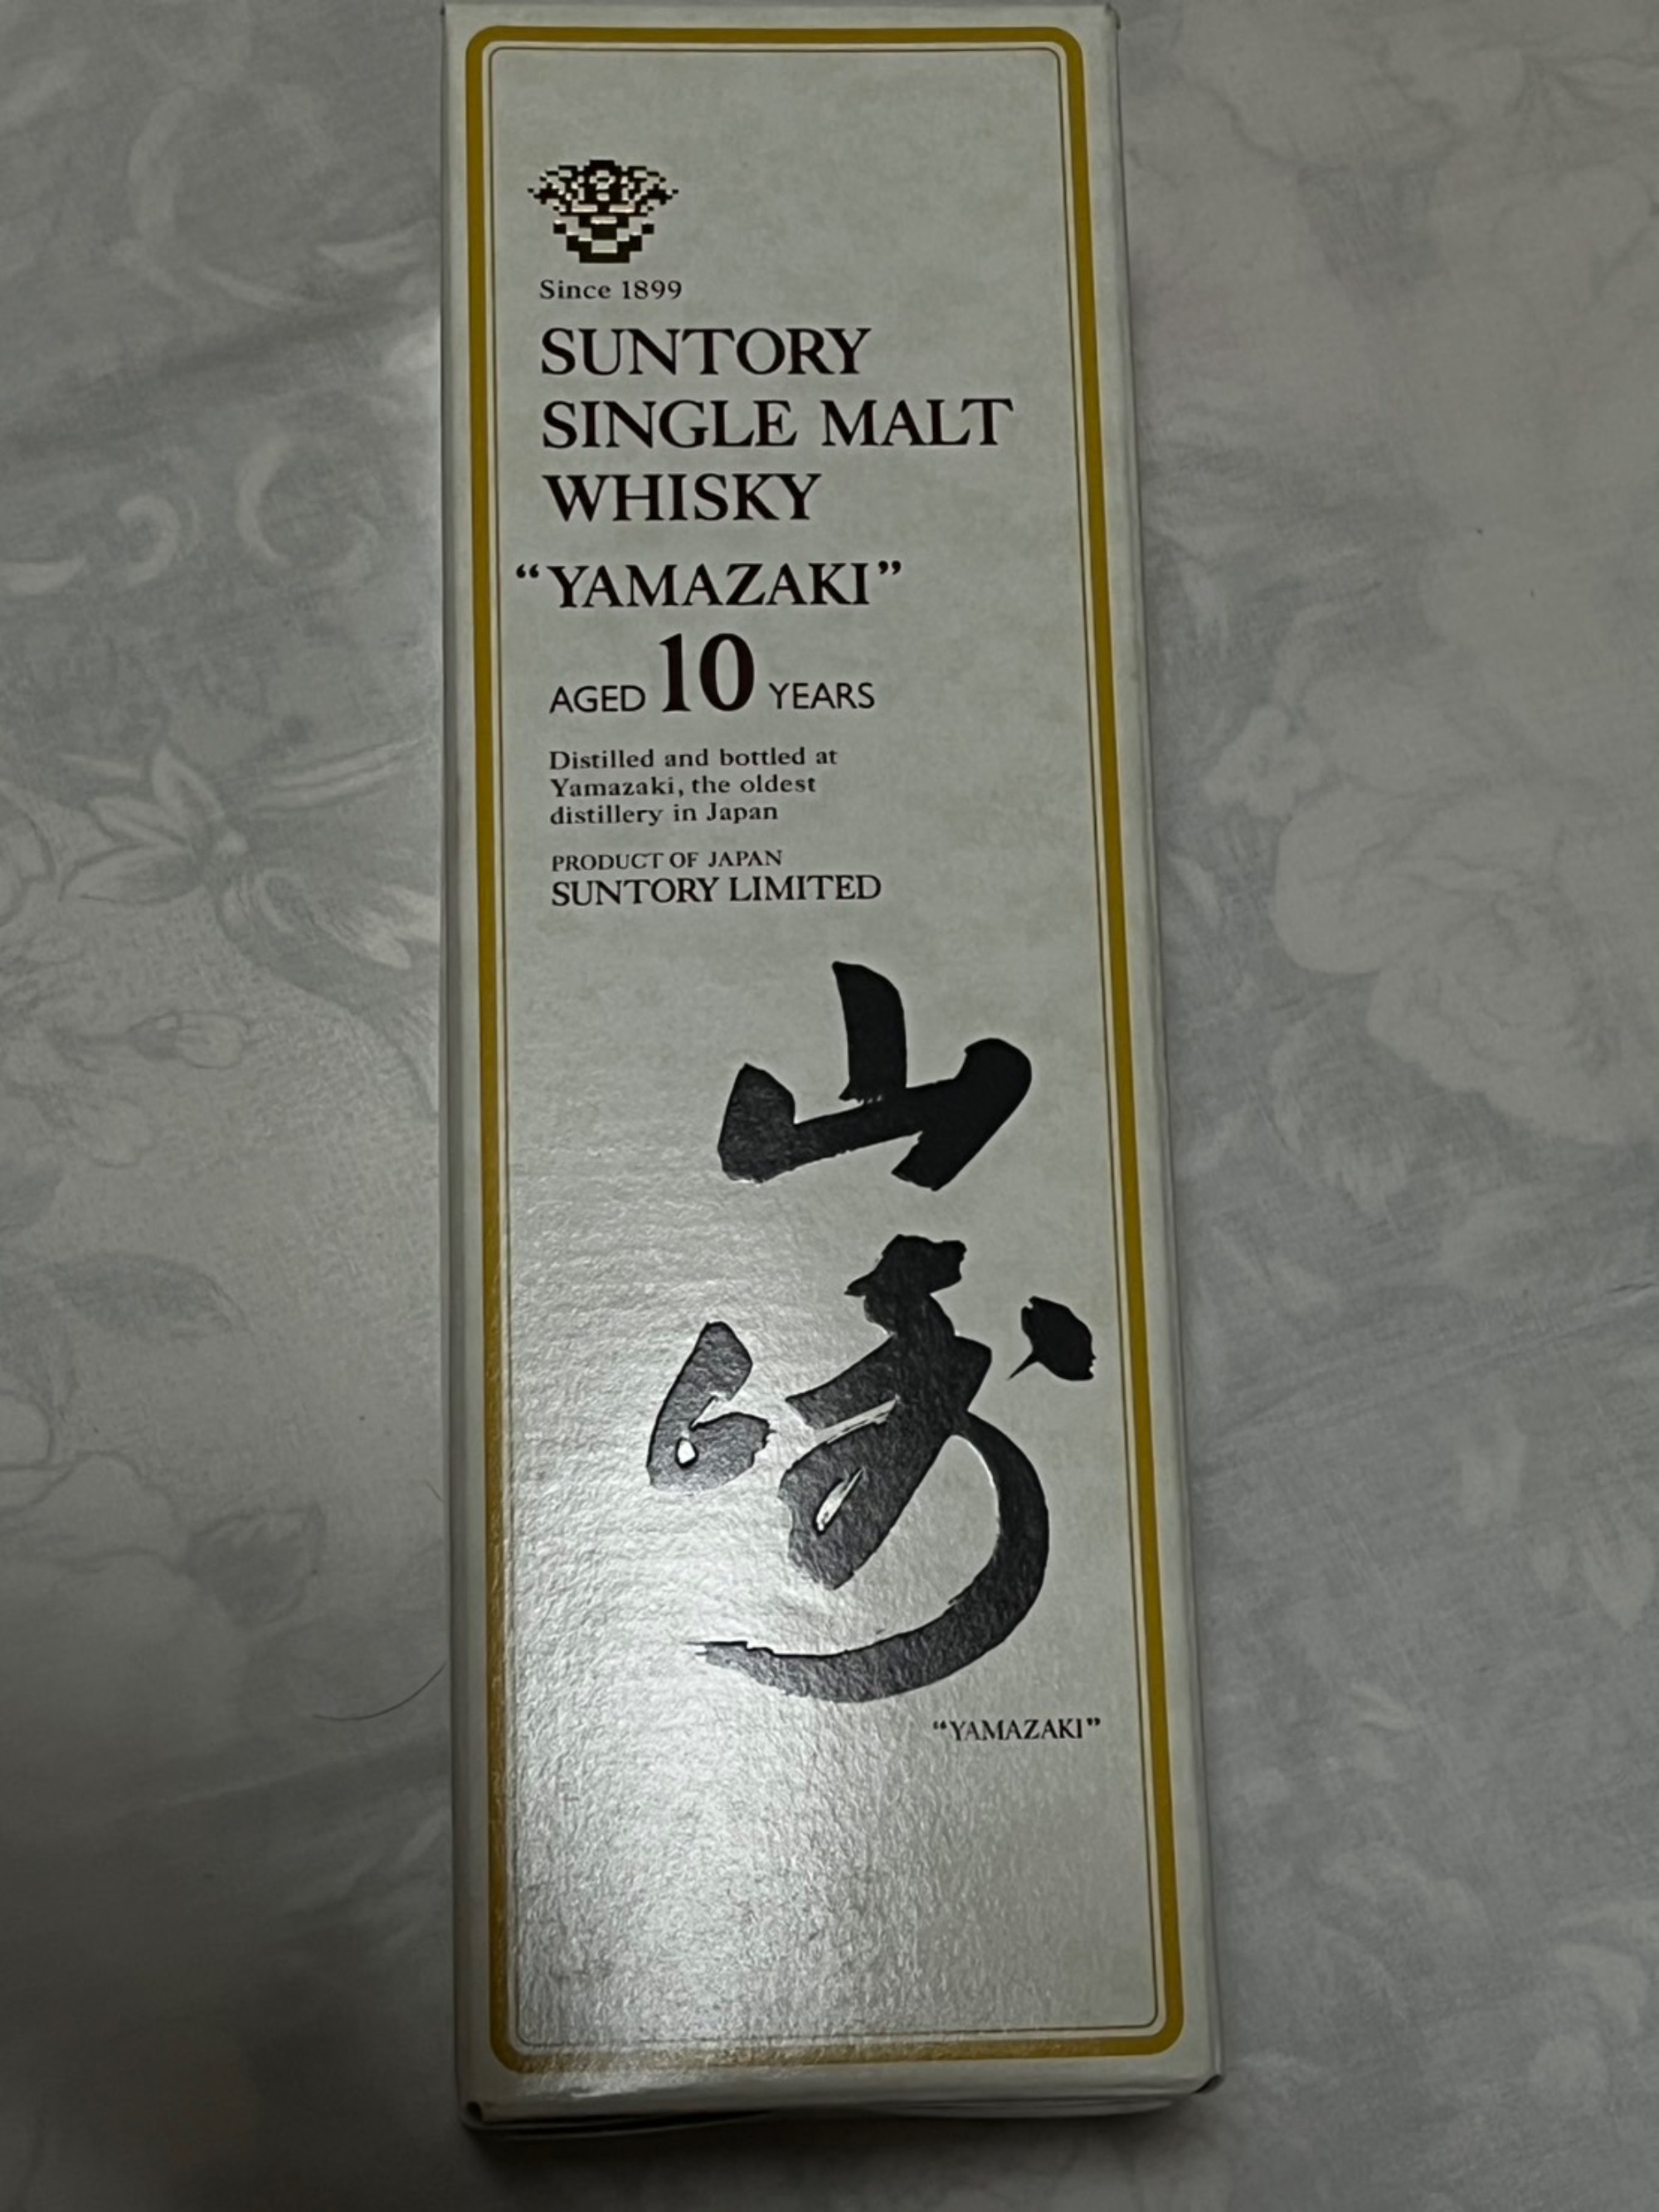 Since 1899
SUNTORY
SINGLE MALT
WHISKY
“YAMAZAKI”
AGED 10 YEARS
Distilled and bottled at
Yamazaki, the oldest
distillery in Japan
PRODUCT OF JAPAN
SUNTORY LIMITED
山
崎
“YAMAZAKI”